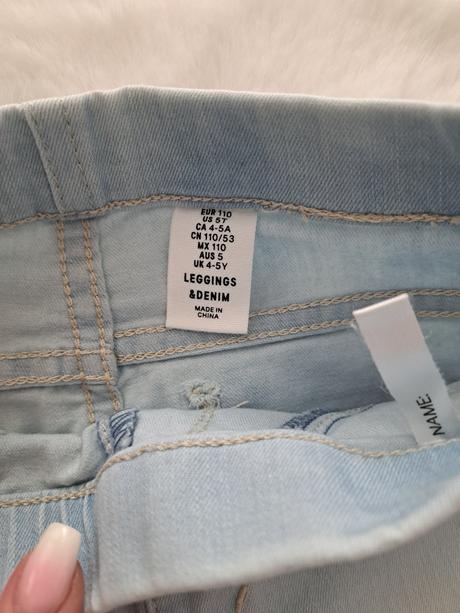 EUR 110
US 5T
CA 4-5A
CN 110/53
MX 110
AUS 5
UK 4-5Y
LEGGINGS
&DENIM
MADE IN
CHINA
NAME: